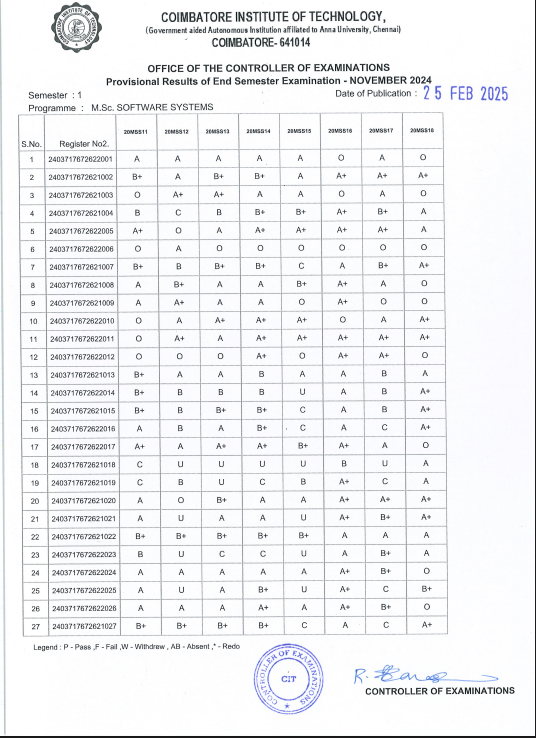 COIMBATORE INSTITUTE OF TECHNOLOGY,
(Government aided Autonomous Institution affiliated to Anna University, Chennai)
COIMBATORE- 641014
OFFICE OF THE CONTROLLER OF EXAMINATIONS
Provisional Results of End Semester Examination - NOVEMBER 2024
Semester : 1 Date of Publication : 25 FEB 2025
Programme : M.Sc. SOFTWARE SYSTEMS
S.No. Register No2. 20MSS11 20MSS12 20MSS13 20MSS14 20MSS15 20MSS16 20MSS17 20MSS18
1 2403717672622001 A A A A A O A O
2 2403717672621002 B+ A B+ B+ A A+ A+ A+
3 2403717672621003 O A+ A+ A A O A O
4 2403717672621004 B C B B+ B+ A+ B+ A
5 2403717672622005 A+ O A A+ A+ A+ A+ A
6 2403717672622006 O A O O O O O O
7 2403717672621007 B+ B B+ B+ C A B+ A+
8 2403717672621008 A B+ A A B+ A+ A O
9 2403717672621009 A A+ A A O A+ O O
10 2403717672622010 O A A+ A+ A+ O A A+
11 2403717672622011 O A+ A A+ A+ A+ A+ A+
12 2403717672622012 O O O A+ O A+ A+ O
13 2403717672621013 B+ A A B A A B A
14 2403717672622014 B+ B B B U A B A+
15 2403717672621015 B+ B B+ B+ C A B A+
16 2403717672622016 A B A B+ C A C A+
17 2403717672622017 A+ A A+ A+ B+ A+ A O
18 2403717672621018 C U U U U B U A
19 2403717672621019 C B U C B A+ C A
20 2403717672621020 A O B+ A A A+ A+ A+
21 2403717672621021 A U A A U A+ B+ A+
22 2403717672621022 B+ B+ B+ B+ B+ A A A
23 2403717672622023 B U C C U A B+ A
24 2403717672622024 A A A A A A+ B+ O
25 2403717672622025 A U A B+ U A+ C B+
26 2403717672622026 A A A A+ A A+ B+ O
27 2403717672621027 B+ B+ B+ B+ C A C A+
Legend : P - Pass ,F - Fail ,W - Withdrew , AB - Absent ,* - Redo
CONTROLLER OF EXAMINATIONS
CIT
CONTROLLER OF EXAMINATIONS